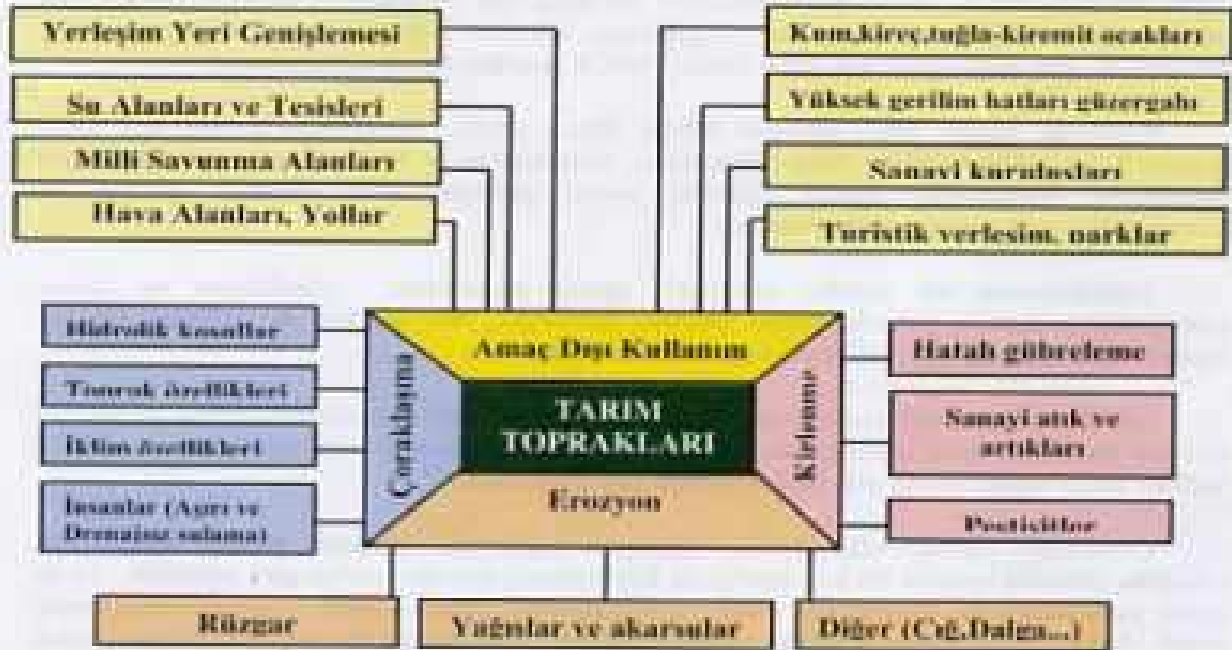 Yerleşim Yeri Genişlemesi
Su Alanları ve Tesisleri
Milli Savunma Alanları
Hava Alanları, Yollar
Kum,kireç,tuğla-kiremit ocakları
Yüksek gerilim hatları güzergahı
Sanayi kuruluşları
Turistik yerleşim, parklar
Hidrolik koşullar
Toprak özellikleri
İklim özellikleri
İnsanlar (Aşırı ve
Drenajsız sulama)
Çoraklaşma
Amaç Dışı Kullanım
TARIM
TOPRAKLARI
Erozyon
Kirlenme
Hatalı gübreleme
Sanayi atık ve
artıkları
Pestisitler
Rüzgar
Yağışlar ve akarsular
Diğer (Çığ,Dalga...)